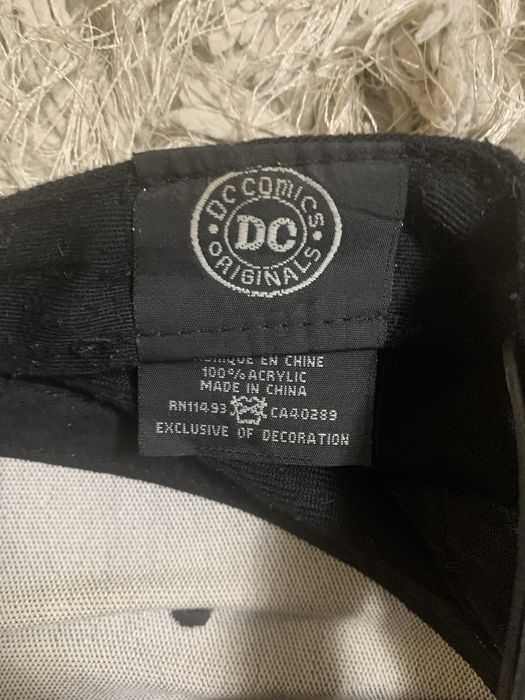 DC COMICS
DC
ORIGINALS
EN CHINE
100% ACRYLIC
MADE IN CHINA
RN11493 CA40289
EXCLUSIVE OF DECORATION